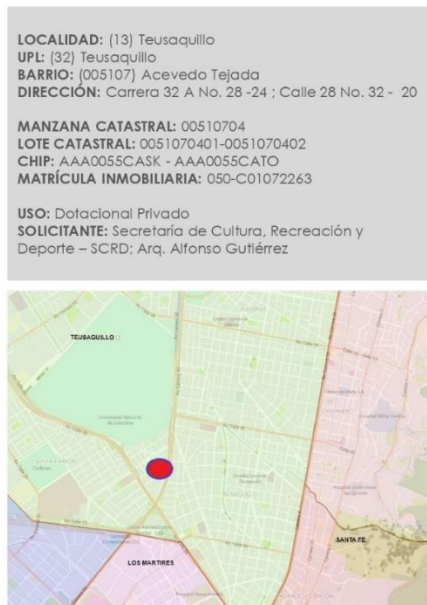 LOCALIDAD: (13) Teusaquillo
UPL: (32) Teusaquillo
BARRIO: (005107) Acevedo Tejada
DIRECCIÓN: Carrera 32 A No. 28 -24 ; Calle 28 No. 32 - 20
MANZANA CATASTRAL: 00510704
LOTE CATASTRAL: 0051070401-0051070402
CHIP: AAA0055CASK - AAA0055CATO
MATRÍCULA INMOBILIARIA: 050-C01072263
USO: Dotacional Privado
SOLICITANTE: Secretaría de Cultura, Recreación y
Deporte – SCRD; Arq. Alfonso Gutiérrez
TEUSAQUILLO
SANTA FE
LOS MARTIRES